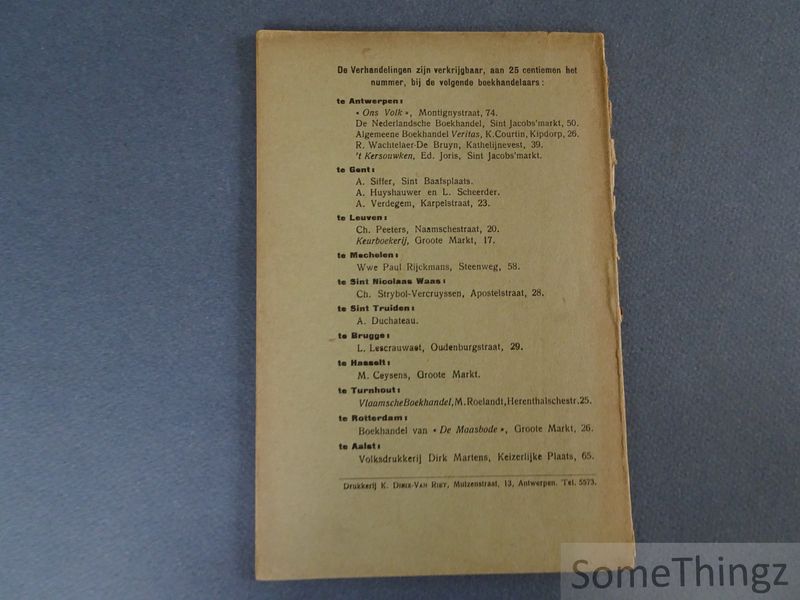 De Verhandelingen zijn verkrijgbaar, aan 25 centiemen het
nummer, bij de volgende boekhandelaars:
te Antwerpen:
« Ons Volk », Montignystraat, 74.
De Nederlandsche Boekhandel, Sint Jacobs'markt, 50.
Algemeene Boekhandel Veritas, K. Courtin, Kipdorp, 26.
R. Wachtelaer-De Bruyn, Kathelijnevest, 39.
't Kersouwken, Ed. Joris, Sint Jacobs'markt.
te Gent:
A. Siffer, Sint Baafsplaats.
A. Huyshauwer en L. Scheerder.
A. Verdegem, Karpelstraat, 23.
te Leuven:
Ch. Peeters, Naamschestraat, 20.
Keurboekerij, Groote Markt, 17.
te Mechelen:
Wwe Paul Rijckmans, Steenweg, 58.
te Sint Nicolaas Waas:
Ch. Strybol-Vercruyssen, Apostelstraat, 28.
te Sint Truiden:
A. Duchateau.
te Brugge:
L. Lescrauwaet, Oudenburgstraat, 29.
te Hasselt:
M. Ceysens, Groote Markt.
te Turnhout:
Vlaamsche Boekhandel, M. Roelandt, Herenthalschestr. 25.
te Rotterdam:
Boekhandel van « De Maasbode », Groote Markt, 26.
te Aalst:
Volksdrukkerij Dirk Martens, Keizerlijke Plaats, 65.
Drukkerij K. Dirix-Van Riet, Muizenstraat, 13, Antwerpen. Tel. 5573.
SomeThingz